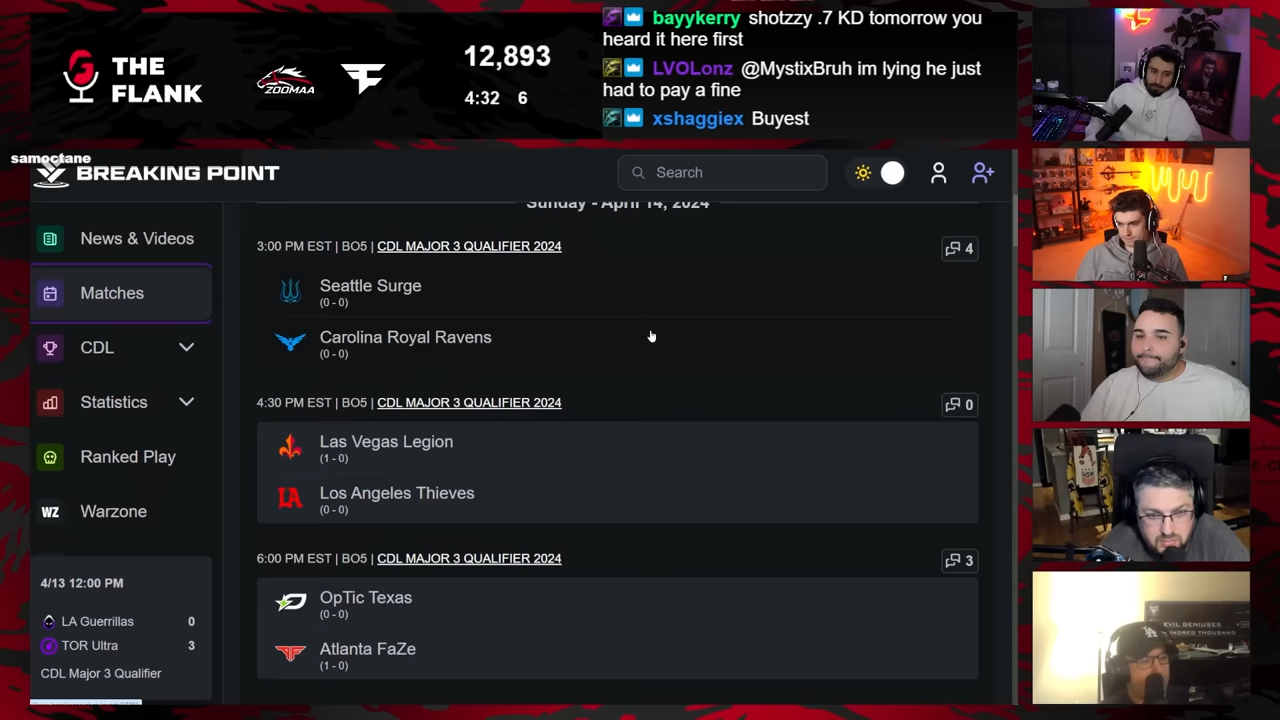 THE
FLANK
ZOOMAA
12,893
4:32 6
bayykerry shotzzy .7 KD tomorrow you
heard it here first
LVOLonz @MystixBruh im lying he just
had to pay a fine
xshaggiex Buyest
samoctane
BREAKING POINT
Search
News & Videos
Matches
CDL
Statistics
Ranked Play
WZ Warzone
4/13 12:00 PM
LA Guerrillas 0
TOR Ultra 3
CDL Major 3 Qualifier
Sunday - April 14, 2024
3:00 PM EST | BO5 | CDL MAJOR 3 QUALIFIER 2024 4
Seattle Surge
(0 - 0)
Carolina Royal Ravens
(0 - 0)
4:30 PM EST | BO5 | CDL MAJOR 3 QUALIFIER 2024 0
Las Vegas Legion
(1 - 0)
LA Los Angeles Thieves
(0 - 0)
6:00 PM EST | BO5 | CDL MAJOR 3 QUALIFIER 2024 3
OpTic Texas
(0 - 0)
Atlanta FaZe
(1 - 0)
EVIL GENIUSES
LA